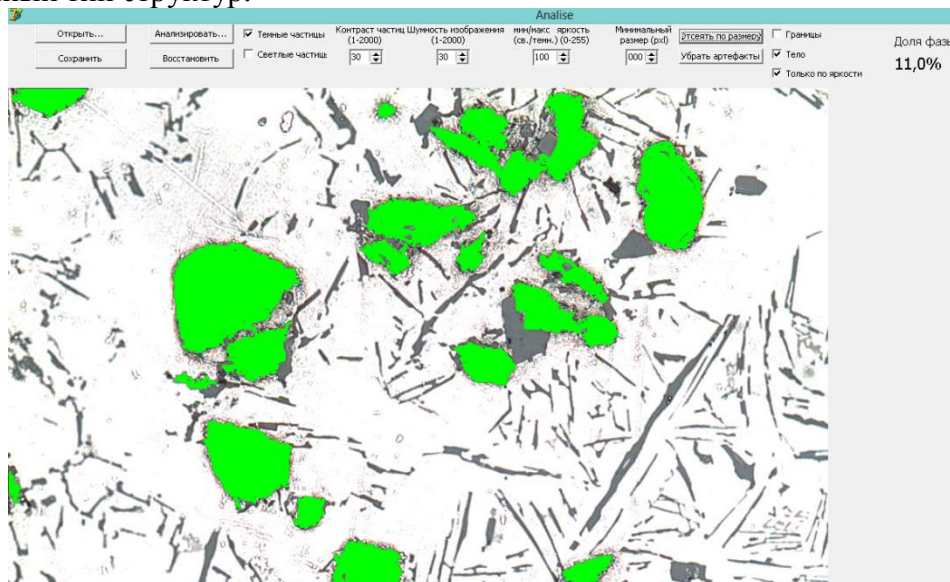 Analise
Открыть...
Сохранить
Анализировать...
Восстановить
Темные частицы
Светлые частиць
Контраст частиц
(1-2000)
30
Шумность изображения
(1-2000)
30
мин/макс яркость
(св./темн.) (0-255)
100
Минимальный
размер (pxl)
000
Отсеять по размеру
Убрать артефакты
Границы
Тело
Только по яркости
Доля фазы
11,0%